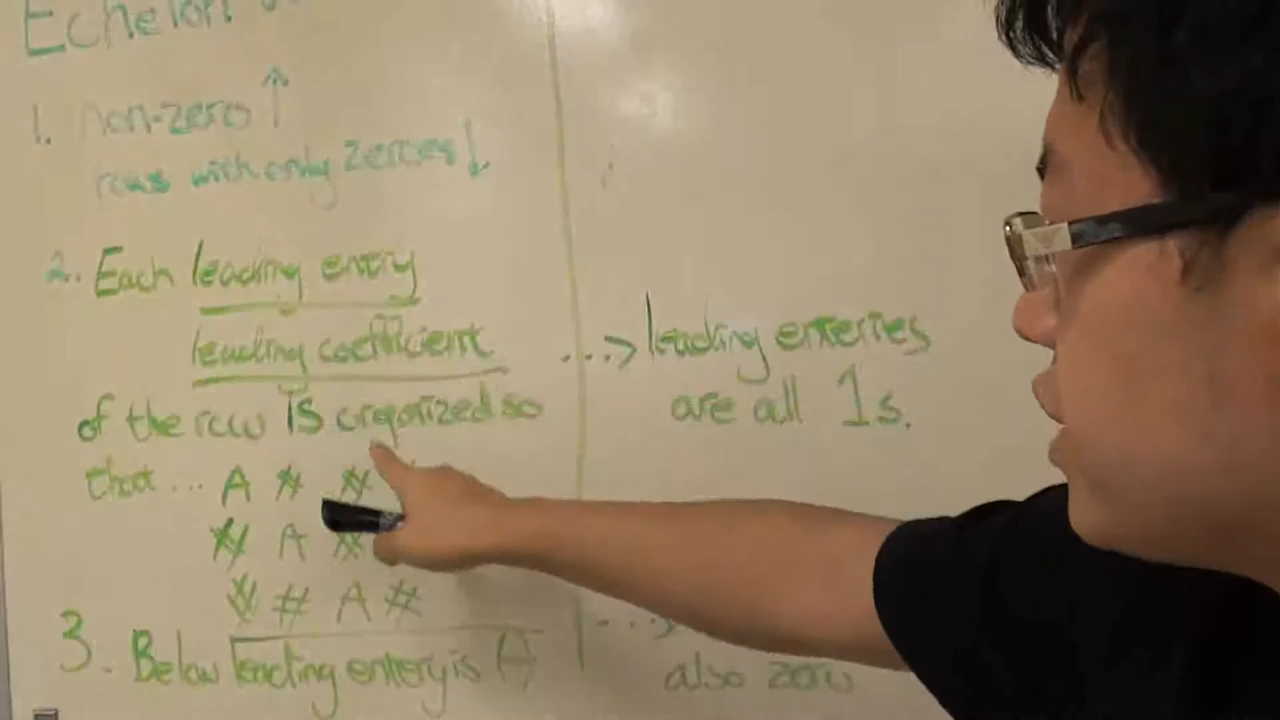 Echelon
1. Non-zero ↑
rows with only zeroes ↓
2. Each leading entry
leading coefficient
of the row is organized so
that... A # #
# A #
# # A #
3. Below leading entery is
...> leading enteries
are all 1s.
also zero